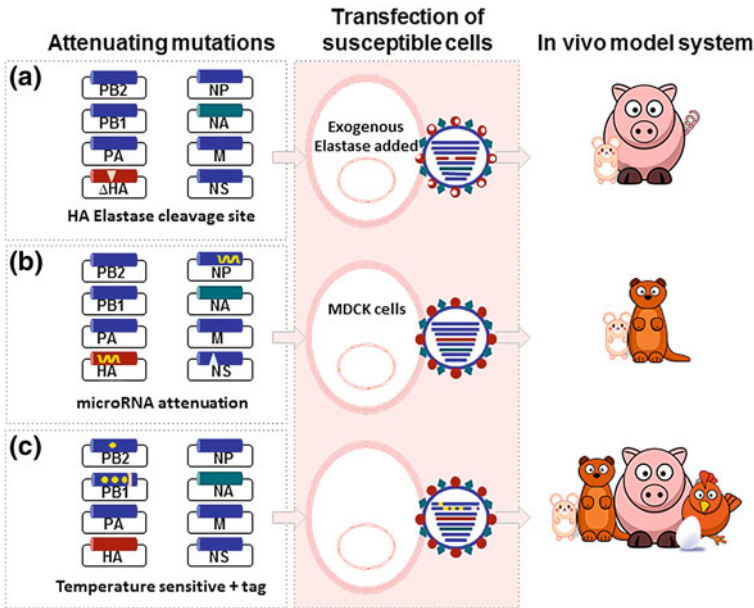 Attenuating mutations
Transfection of
susceptible cells
In vivo model system
(a)
PB2
NP
PB1
NA
PA
M
ΔHA
NS
HA Elastase cleavage site
Exogenous
Elastase added
(b)
PB2
NP
PB1
NA
PA
M
HA
NS
microRNA attenuation
MDCK cells
(c)
PB2
NP
PB1
NA
PA
M
HA
NS
Temperature sensitive + tag